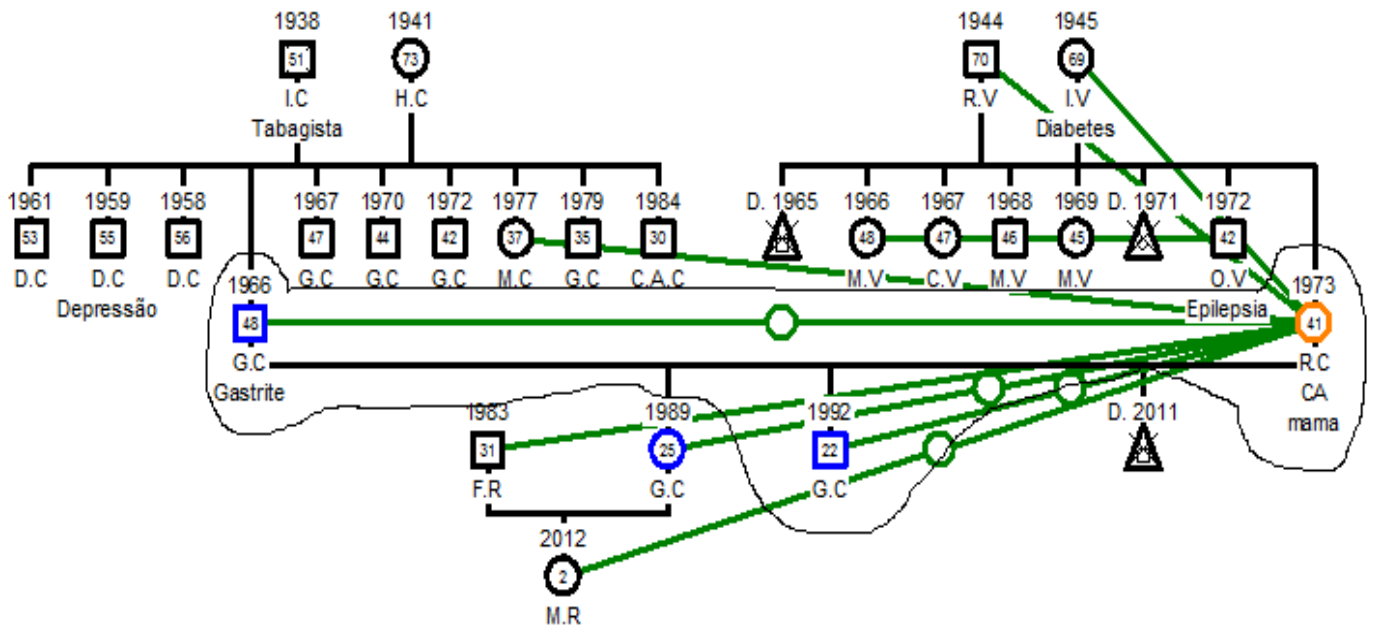 1938 1941 1944 1945
51 73 70 69
I.C H.C R.V I.V
Tabagista Diabetes
1961 1959 1958 1967 1970 1972 1977 1979 1984 D. 1965 1966 1967 1968 1969 D. 1971 1972
53 55 56 47 44 42 37 35 30 48 47 46 45 42
D.C D.C D.C G.C G.C G.C M.C G.C C.A.C M.V C.V M.V M.V O.V
Depressão
1966 1973
Epilepsia
48 41
G.C R.C
Gastrite CA
mama
1983 1989 1992 D. 2011
31 25 22
F.R G.C G.C
2012
2
M.R